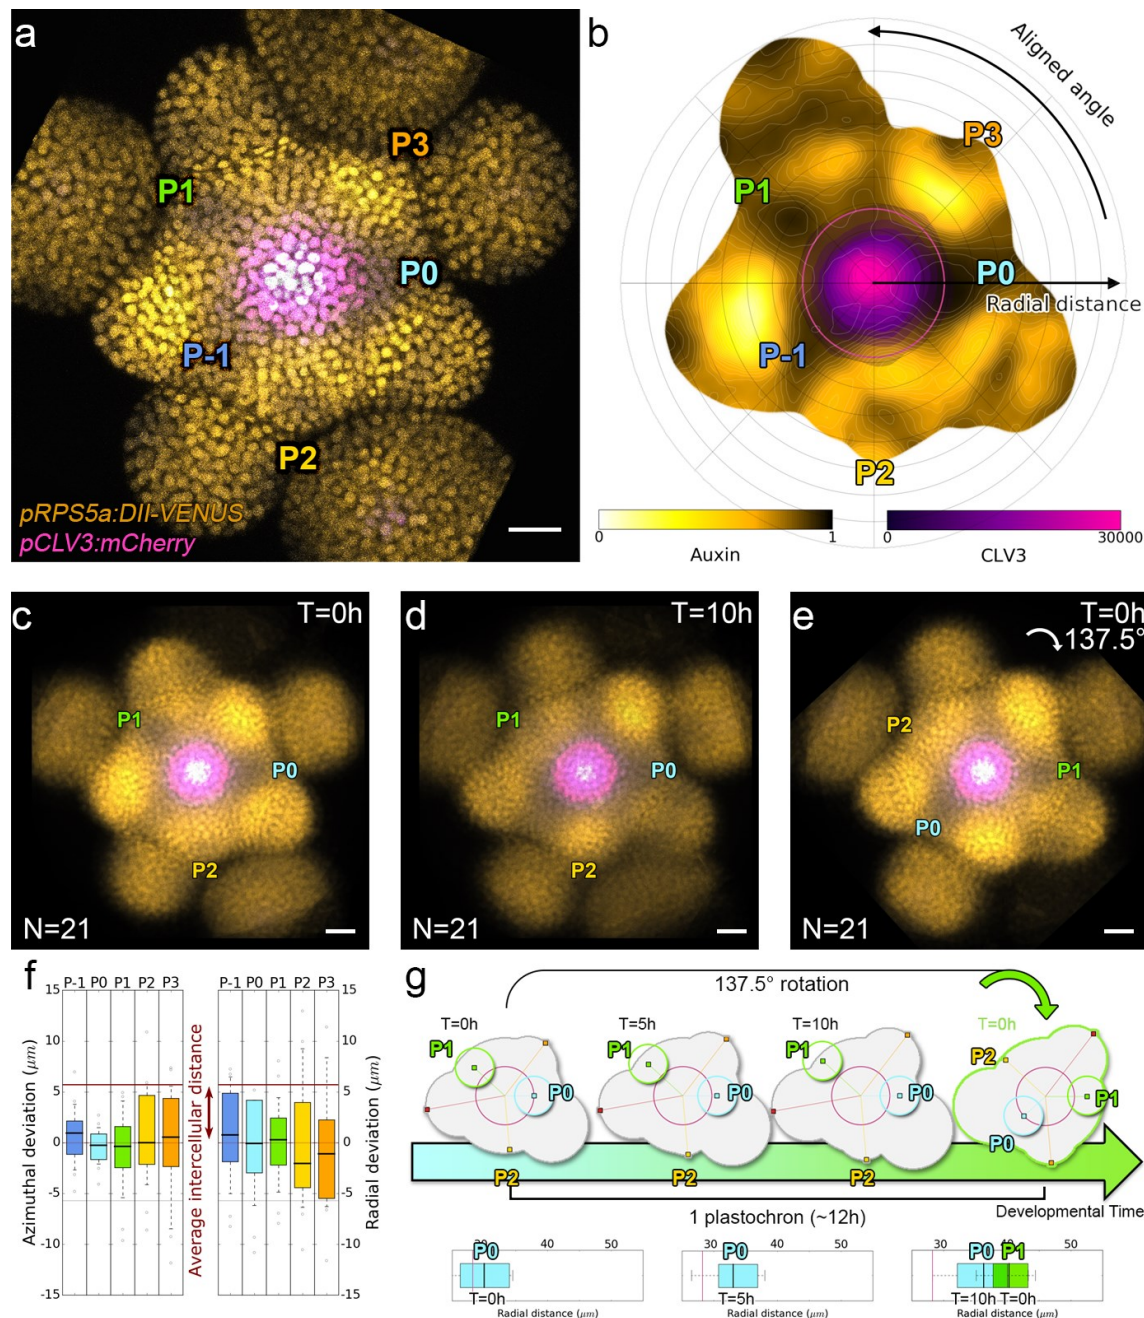 a
P3
P1
P0
P-1
P2
pRPS5a:DII-VENUS
pCLV3:mCherry
b
Aligned angle
P3
P1
P0
Radial distance
P-1
P2
0 1
Auxin
0 30000
CLV3
c
T=0h
P1
P0
P2
N=21
d
T=10h
P1
P0
P2
N=21
e
T=0h
137.5°
P2
P1
P0
f
P-1 P0 P1 P2 P3
15
10
5
0
-5
-10
-15
Azimuthal deviation (μm)
Average intercellular distance
P-1 P0 P1 P2 P3
15
10
5
0
-5
-10
-15
Radial deviation (μm)
g
137.5° rotation
T=0h
P1
P0
P2
T=5h
P1
P0
P2
T=10h
P1
P0
P2
T=0h
P2
P1
P0
Developmental Time
1 plastochron (~12h)
30 40 50
P0
T=0h
Radial distance (μm)
30 40 50
P0
T=5h
Radial distance (μm)
30 40 50
P0 P1
T=10h T=0h
Radial distance (μm)